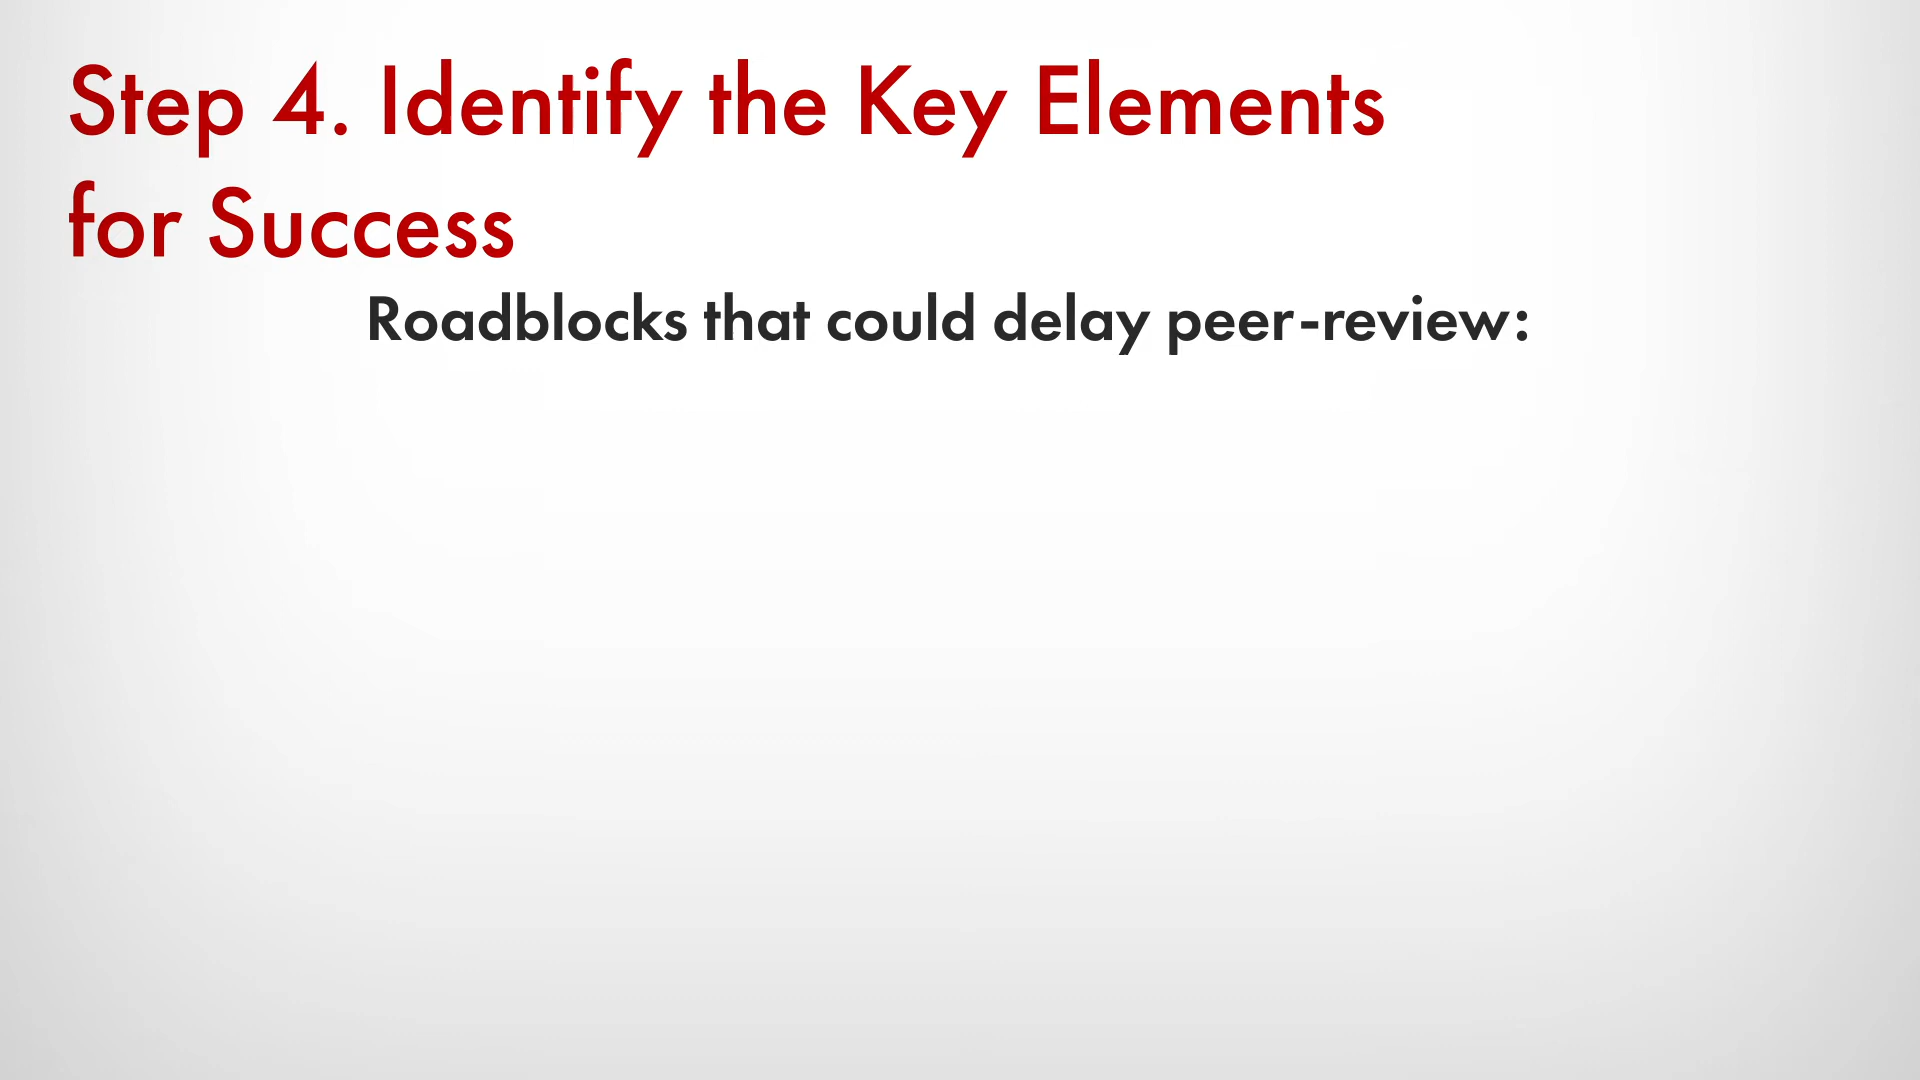 Step 4. Identify the Key Elements
for Success
Roadblocks that could delay peer-review: